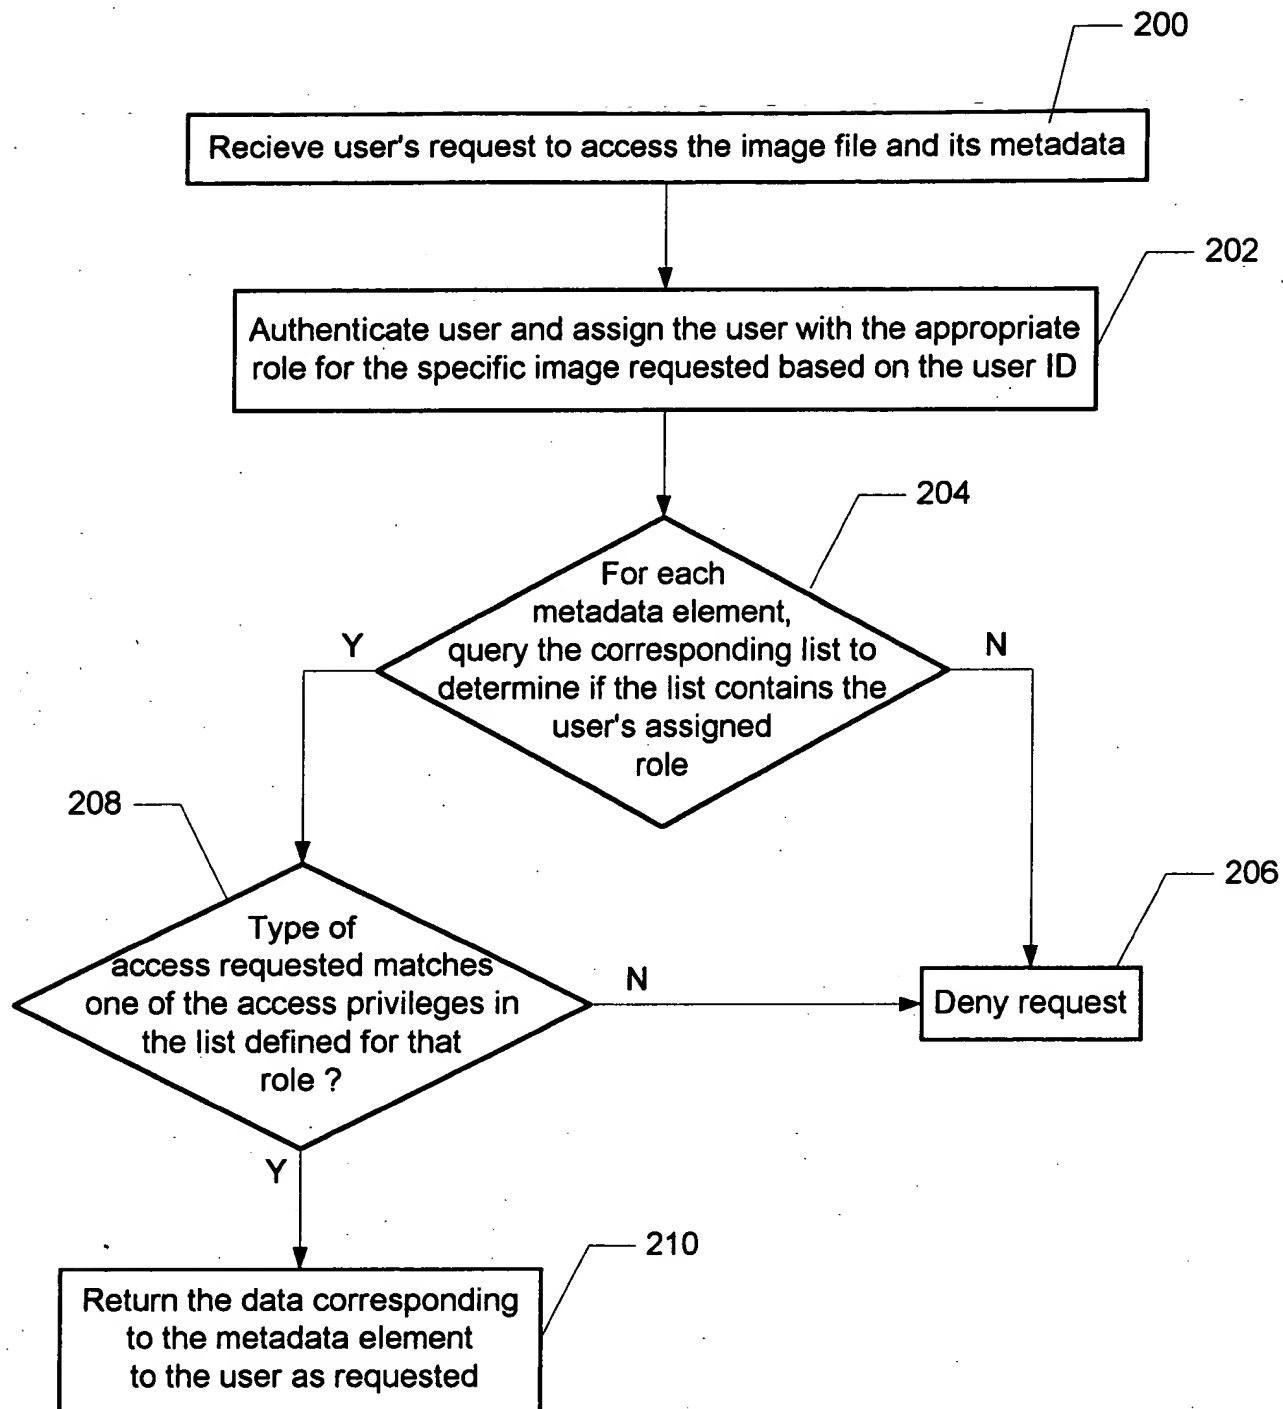 200
Recieve user's request to access the image file and its metadata
202
Authenticate user and assign the user with the appropriate
role for the specific image requested based on the user ID
204
For each
metadata element,
query the corresponding list to
determine if the list contains the
user's assigned
role
Y
N
208
206
Type of
access requested matches
one of the access privileges in
the list defined for that
role ?
N
Deny request
Y
210
Return the data corresponding
to the metadata element
to the user as requested